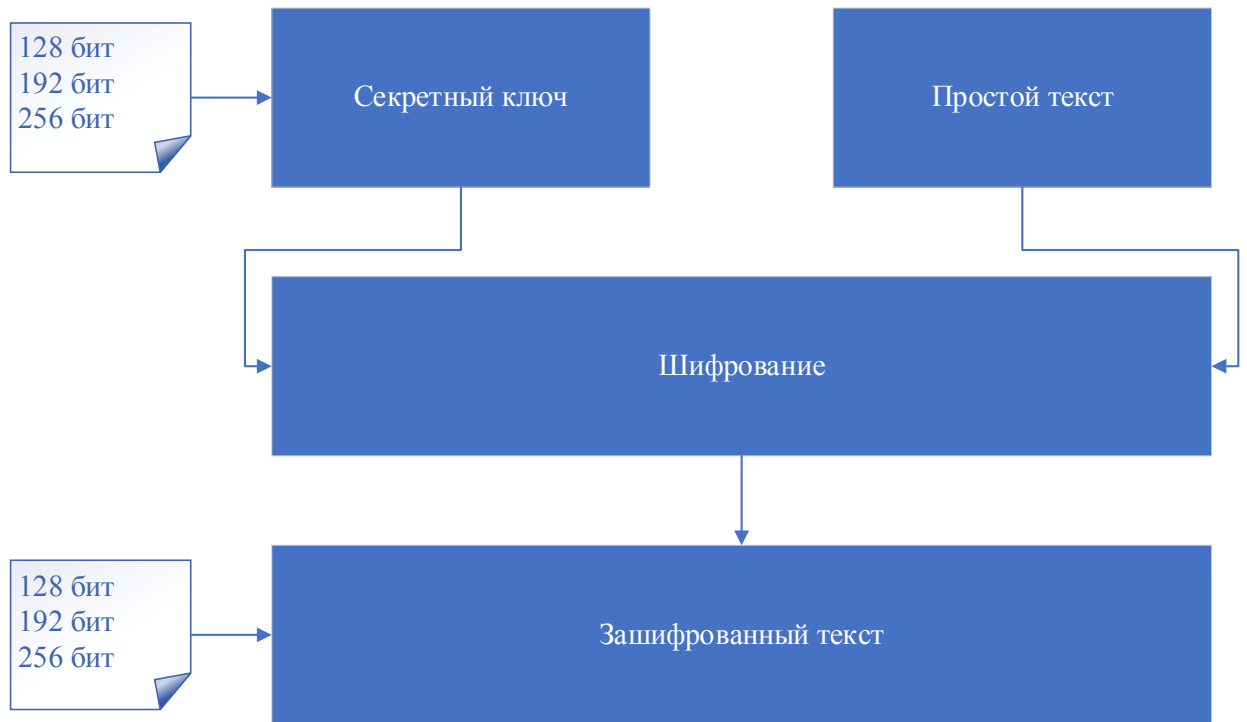 128 бит
192 бит
256 бит
Секретный ключ
Простой текст
Шифрование
128 бит
192 бит
256 бит
Зашифрованный текст